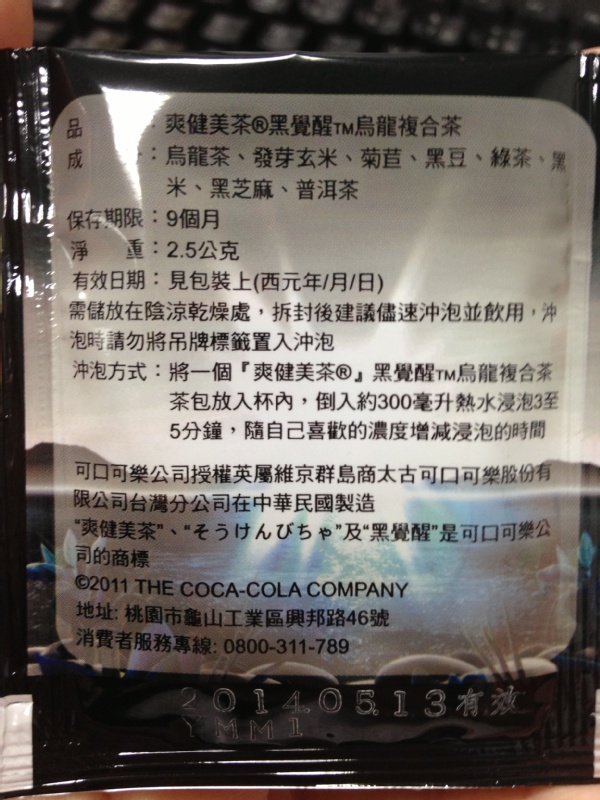 品　　：爽健美茶®黑覺醒TM烏龍複合茶
成　　：烏龍茶、發芽玄米、菊苣、黑豆、綠茶、黑
米、黑芝麻、普洱茶
保存期限：9個月
淨　　重：2.5公克
有效日期：見包裝上(西元年/月/日)
需儲放在陰涼乾燥處，拆封後建議儘速沖泡並飲用，沖
泡時請勿將吊牌標籤置入沖泡
沖泡方式：將一個『爽健美茶®』黑覺醒TM烏龍複合茶
茶包放入杯內，倒入約300毫升熱水浸泡3至
5分鐘，隨自己喜歡的濃度增減浸泡的時間
可口可樂公司授權英屬維京群島商太古可口可樂股份有
限公司台灣分公司在中華民國製造
“爽健美茶”、“そうけんびちゃ”及“黑覺醒”是可口可樂公
司的商標
©2011 THE COCA-COLA COMPANY
地址: 桃園市龜山工業區興邦路46號
消費者服務專線: 0800-311-789
2014.05.13有效
YMM1